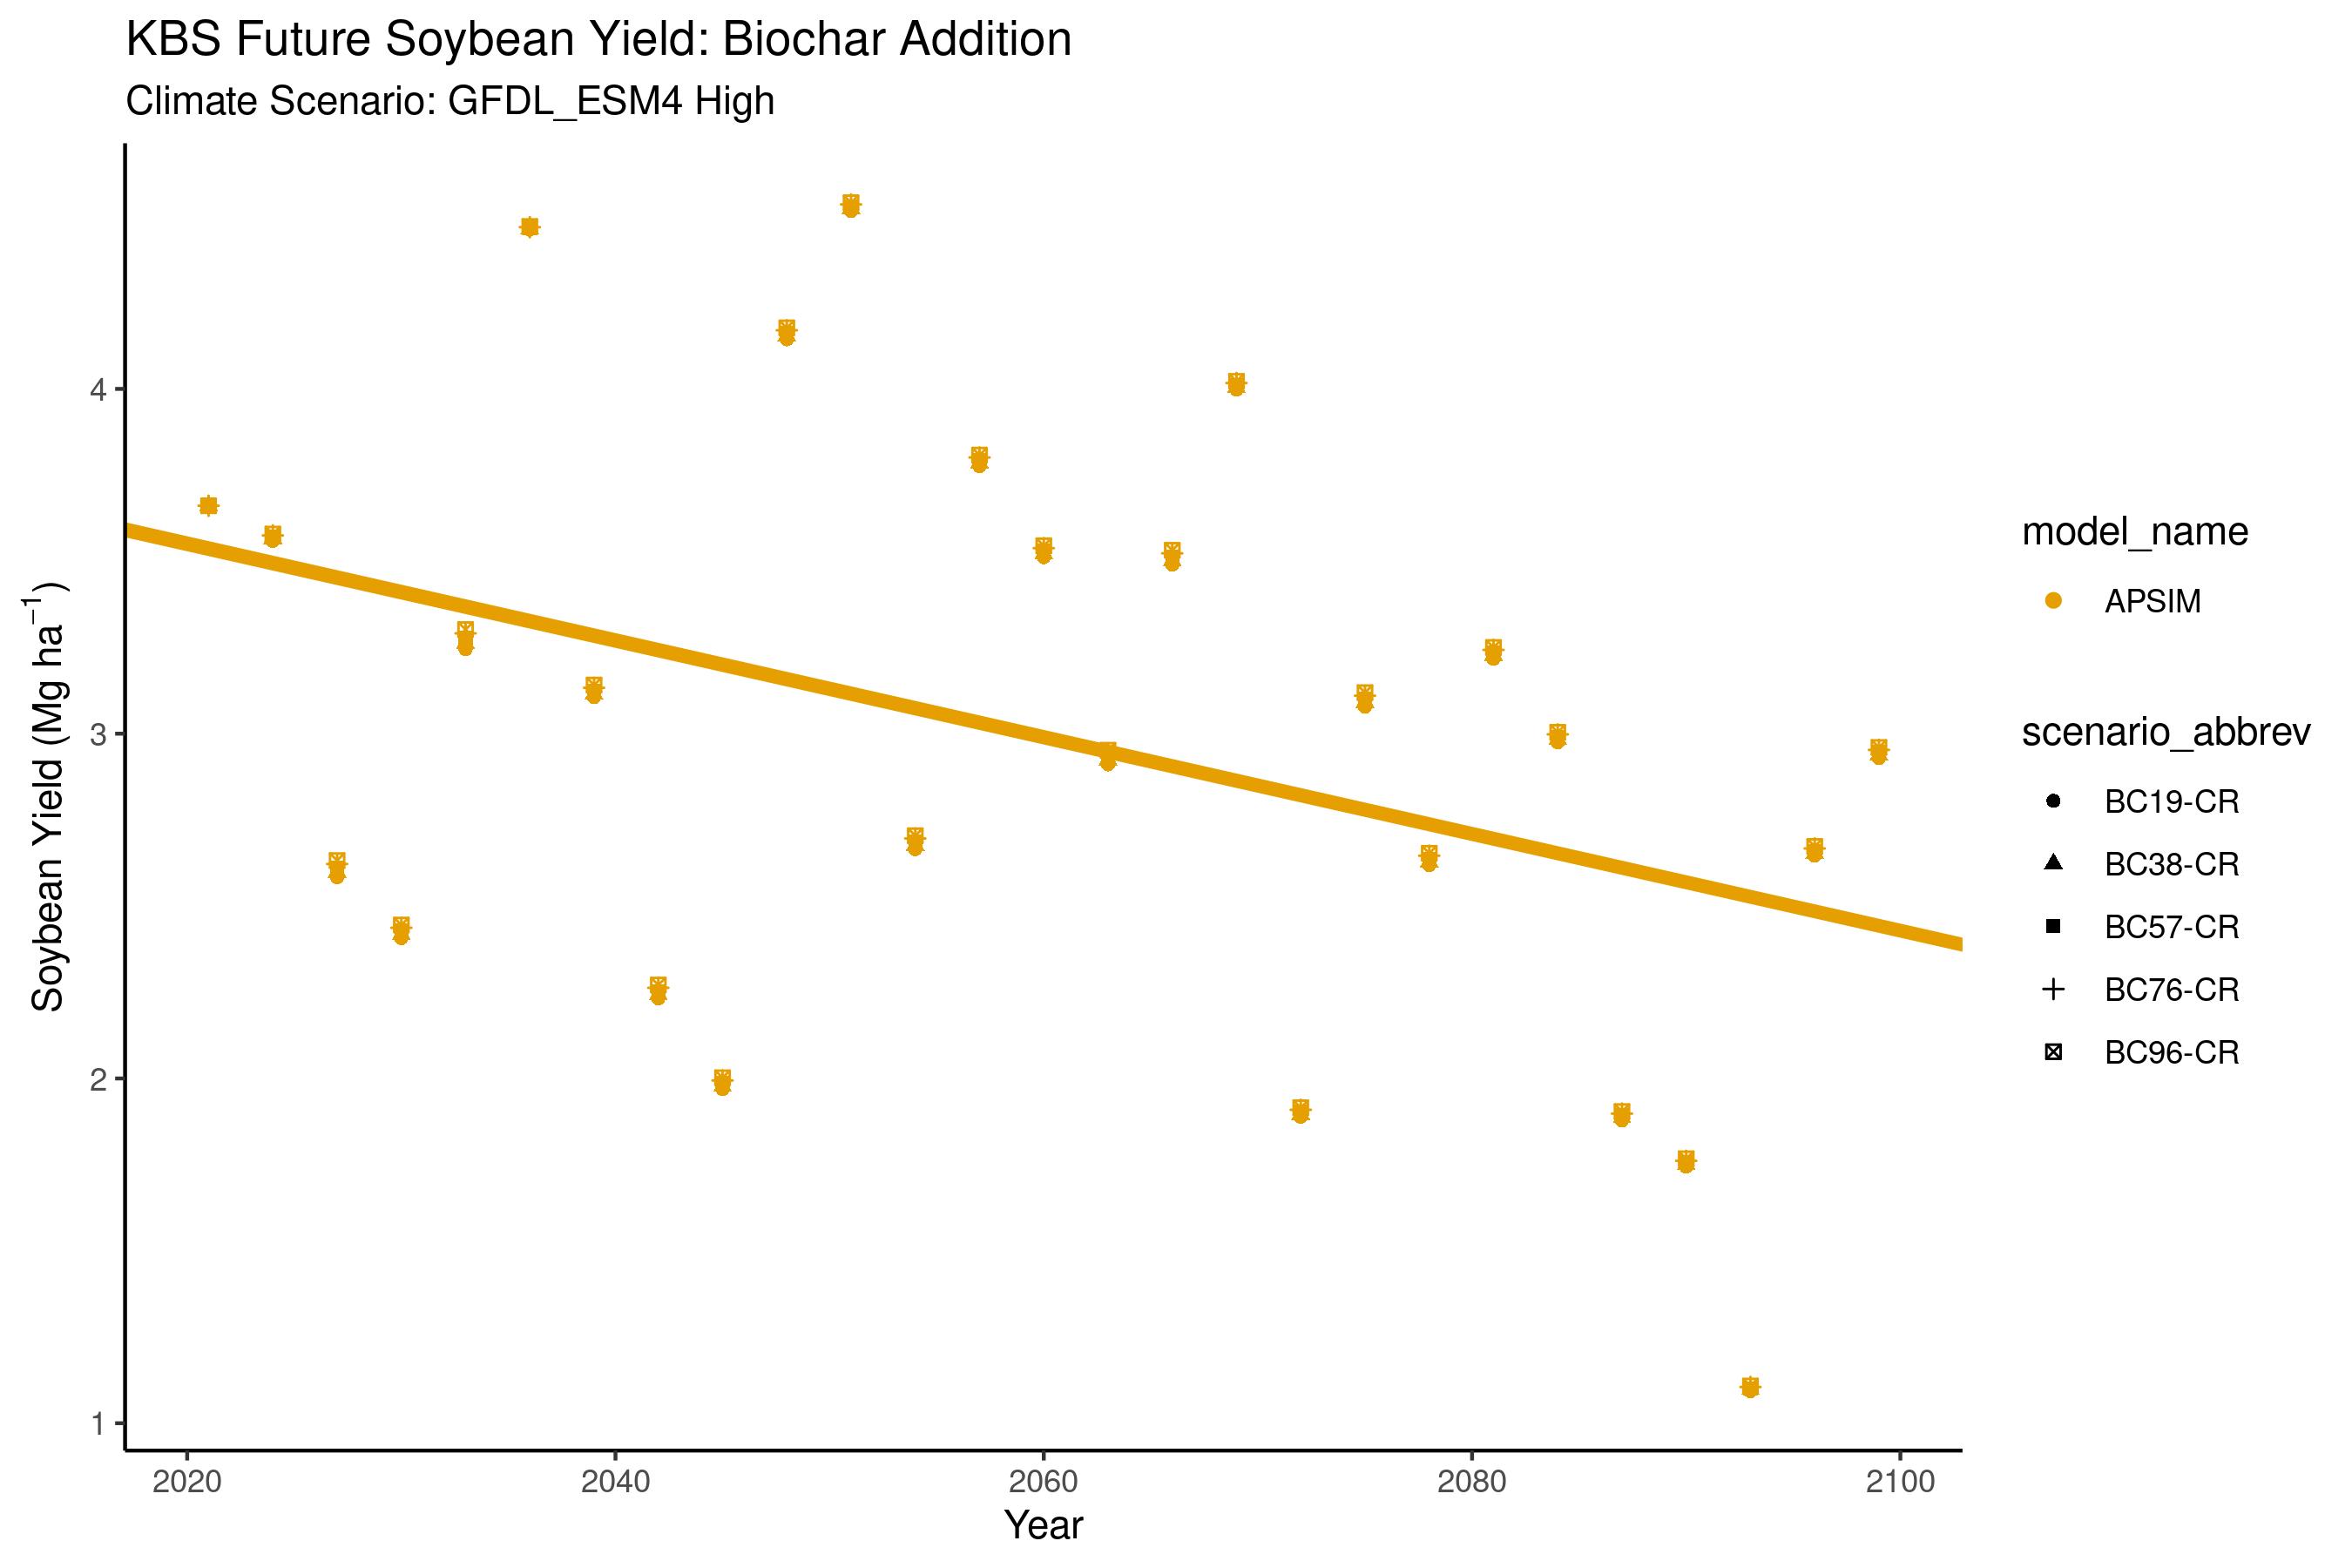 KBS Future Soybean Yield: Biochar Addition
Climate Scenario: GFDL_ESM4 High
Soybean Yield (Mg ha⁻¹)
4
3
2
1
2020 2040 2060 2080 2100
Year
model_name
APSIM
scenario_abbrev
BC19-CR
BC38-CR
BC57-CR
BC76-CR
BC96-CR